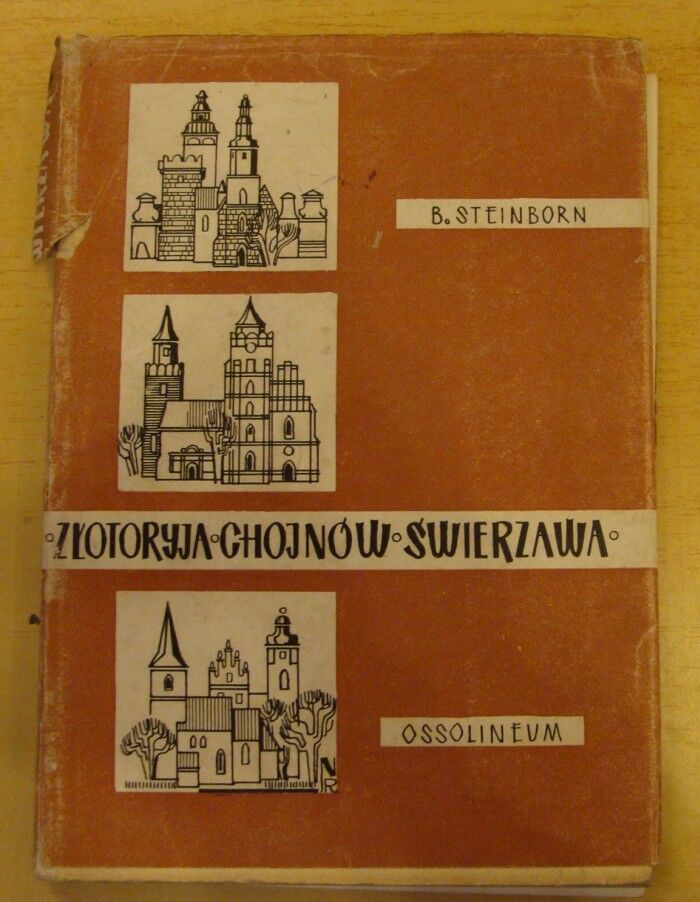 B. STEINBORN
ZŁOTORYJA ◦ CHOJNÓW ◦ ŚWIERZAWA
OSSOLINEUM